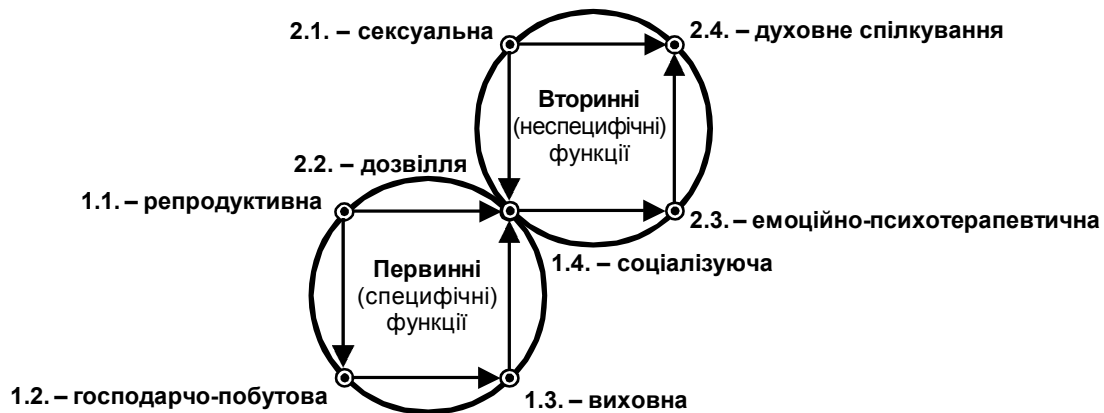 2.1. – сексуальна
2.4. – духовне спілкування
Вторинні
(неспецифічні)
функції
2.2. – дозвілля
1.1. – репродуктивна
2.3. – емоційно-психотерапевтична
1.4. – соціалізуюча
Первинні
(специфічні)
функції
1.2. – господарчо-побутова
1.3. – виховна